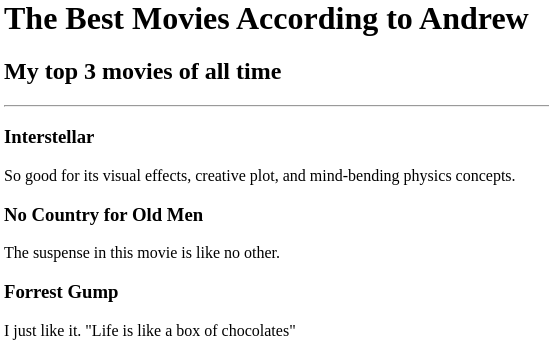 The Best Movies According to Andrew
My top 3 movies of all time
Interstellar
So good for its visual effects, creative plot, and mind-bending physics concepts.
No Country for Old Men
The suspense in this movie is like no other.
Forrest Gump
I just like it. "Life is like a box of chocolates"